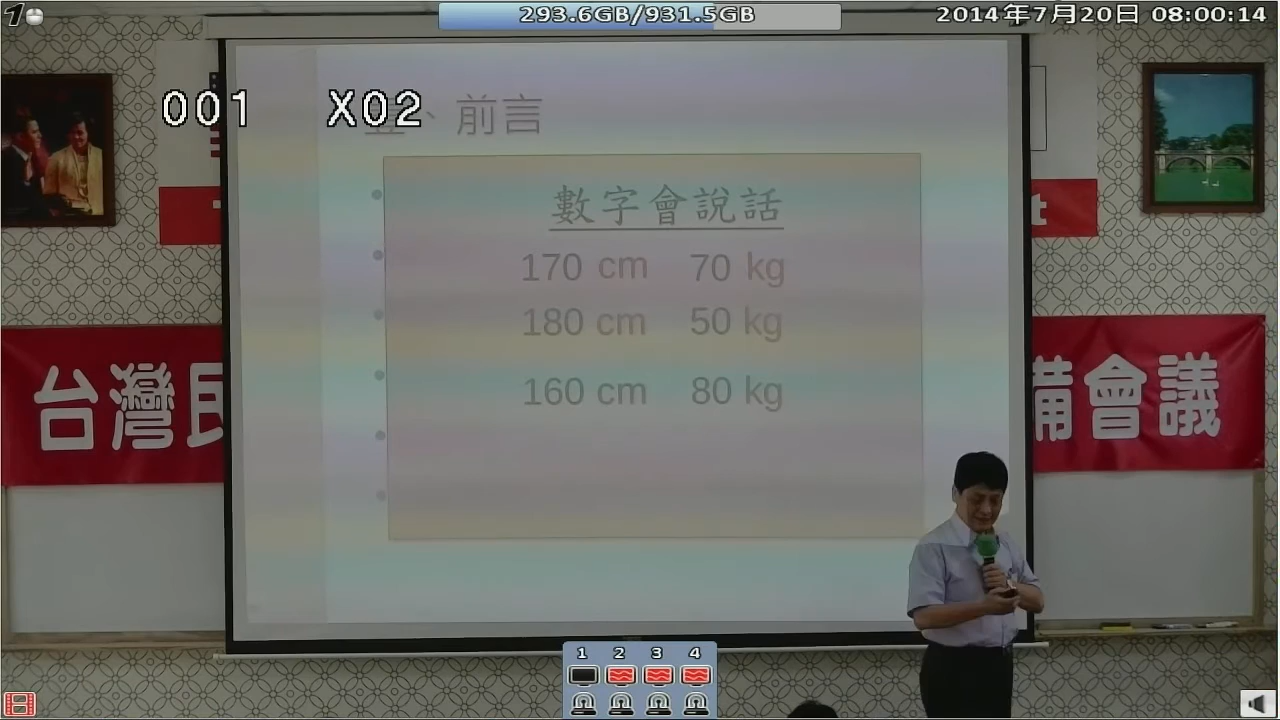 1
293.6GB/931.5GB
2014年7月20日 08:00:14
001 X02
壹、前言
數字會說話
170 cm 70 kg
180 cm 50 kg
160 cm 80 kg
t
台灣民
備會議
1 2 3 4